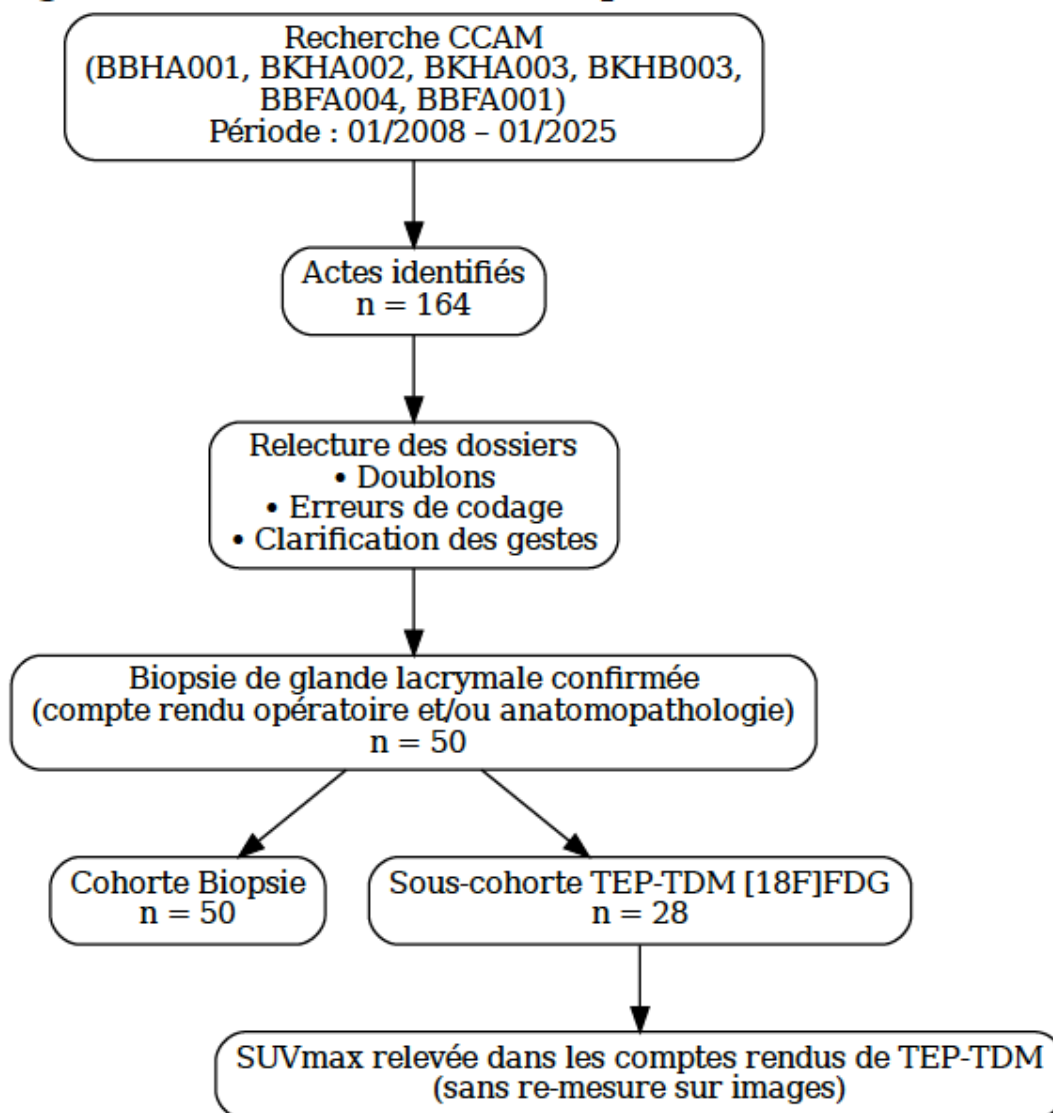 Recherche CCAM
(BBHA001, BKHA002, BKHA003, BKHB003,
BBFA004, BBFA001)
Période : 01/2008 – 01/2025
Actes identifiés
n = 164
Relecture des dossiers
• Doublons
• Erreurs de codage
• Clarification des gestes
Biopsie de glande lacrymale confirmée
(compte rendu opératoire et/ou anatomopathologie)
n = 50
Cohorte Biopsie
n = 50
Sous-cohorte TEP-TDM [18F]FDG
n = 28
SUVmax relevée dans les comptes rendus de TEP-TDM
(sans re-mesure sur images)